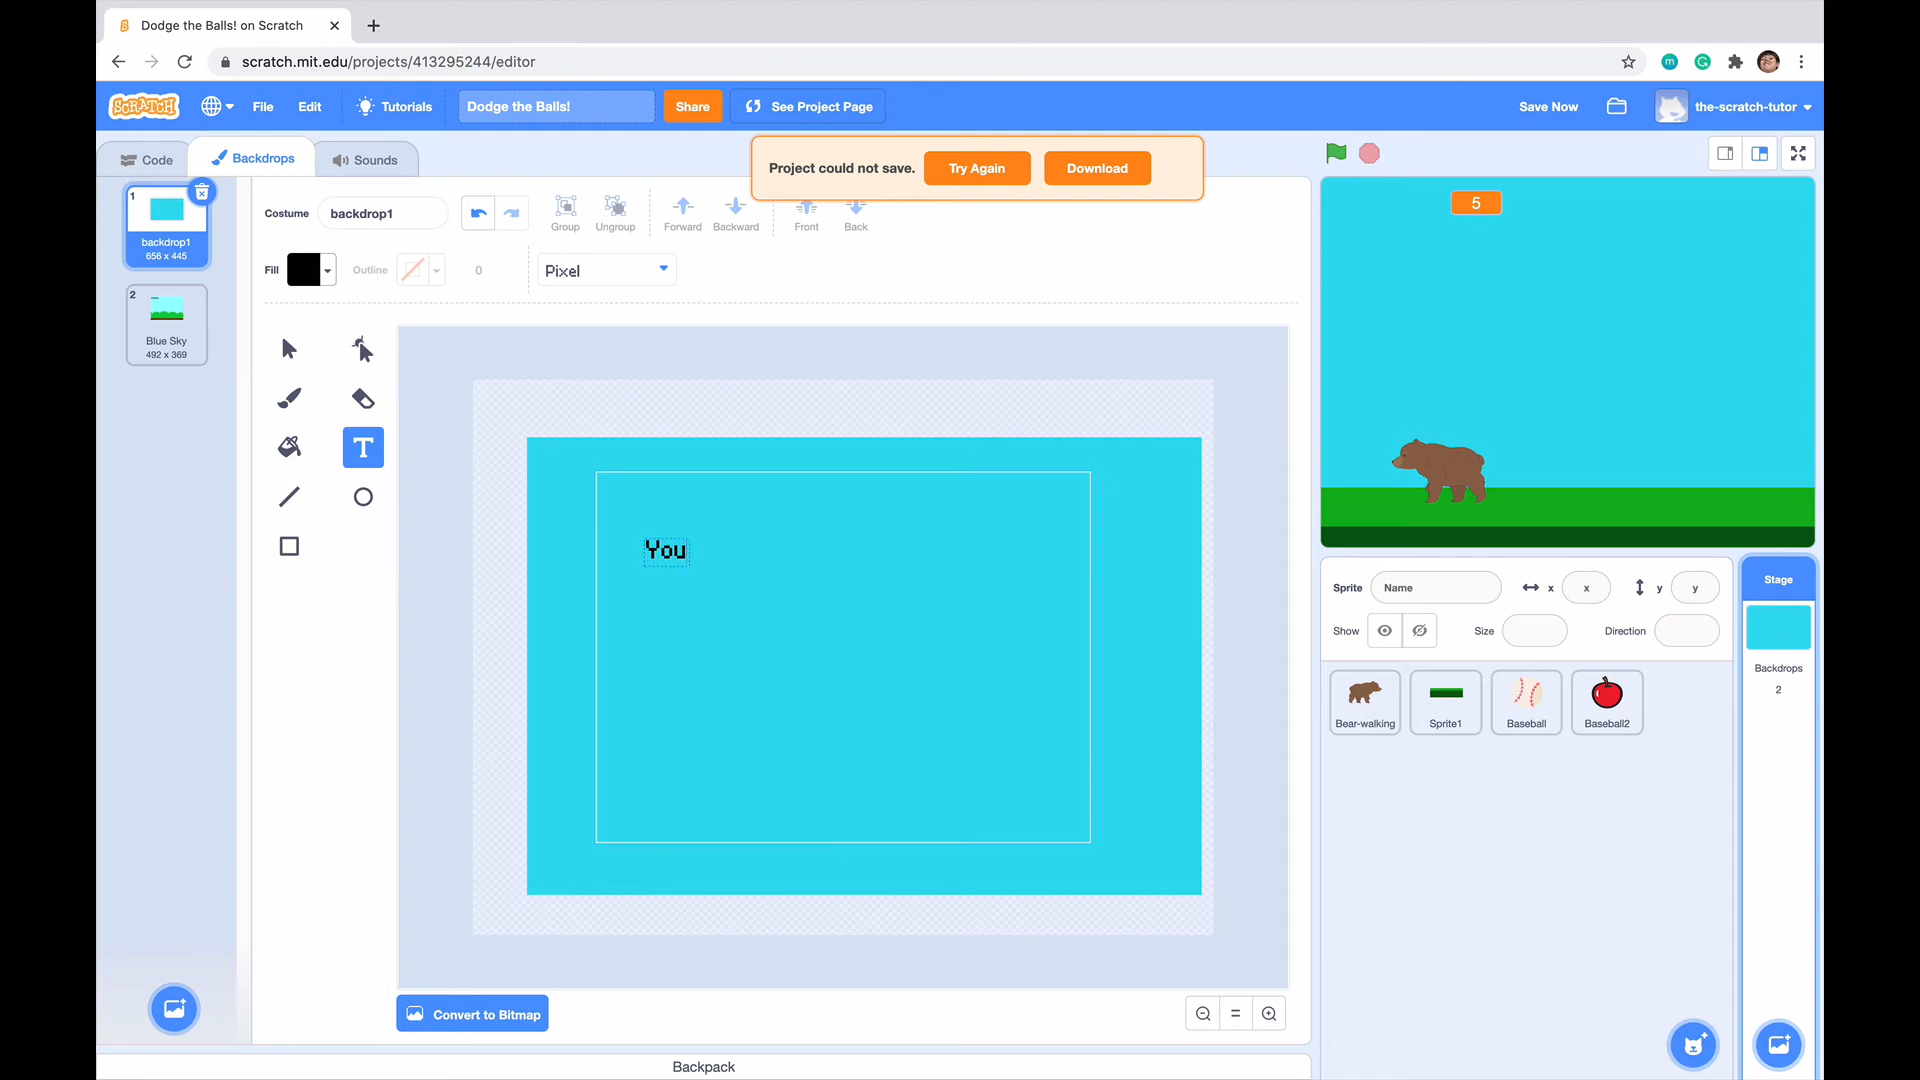 Dodge the Balls! on Scratch
scratch.mit.edu/projects/413295244/editor
SCRATCH
File
Edit
Tutorials
Dodge the Balls!
Share
See Project Page
Save Now
the-scratch-tutor
Code
Backdrops
Sounds
Project could not save.
Try Again
Download
1
backdrop1
656 x 445
2
Blue Sky
492 x 369
Costume
backdrop1
Group
Ungroup
Forward
Backward
Front
Back
Fill
Outline
0
Pixel
T
You
Convert to Bitmap
=
Backpack
5
Sprite
Name
x
x
y
y
Show
Size
Direction
Bear-walking
Sprite1
Baseball
Baseball2
Stage
Backdrops
2